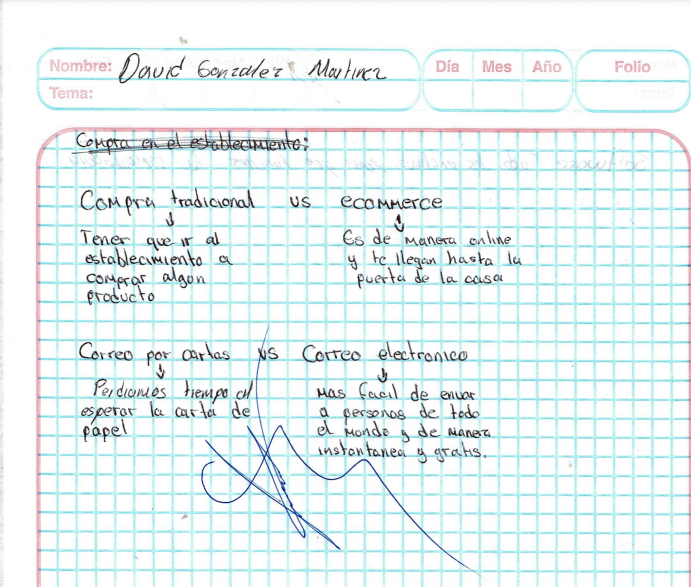 Nombre: David Gonzalez Martinez
Día Mes Año Folio
Tema:
Compra en el establecimiento:
Compra tradicional vs ecommerce
Tener que ir al
establecimiento a
comprar algun
producto
Es de manera online
y te llegan hasta la
puerta de la casa
Correo por cartas vs Correo electronico
Perdiamos tiempo al
esperar la carta de
papel
Mas facil de enviar
a personas de todo
el mondo y de manera
instantanea y gratis.